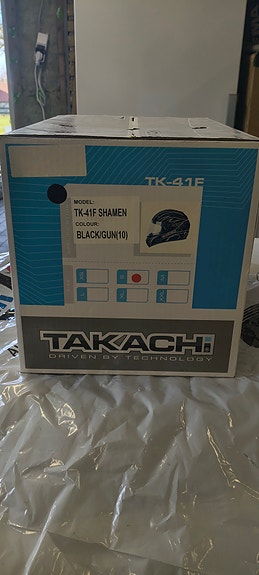 TK-41F
MODEL:
TK-41F SHAMEN
COLOUR:
BLACK/GUN(10)
TAKACHi
DRIVEN BY TECHNOLOGY